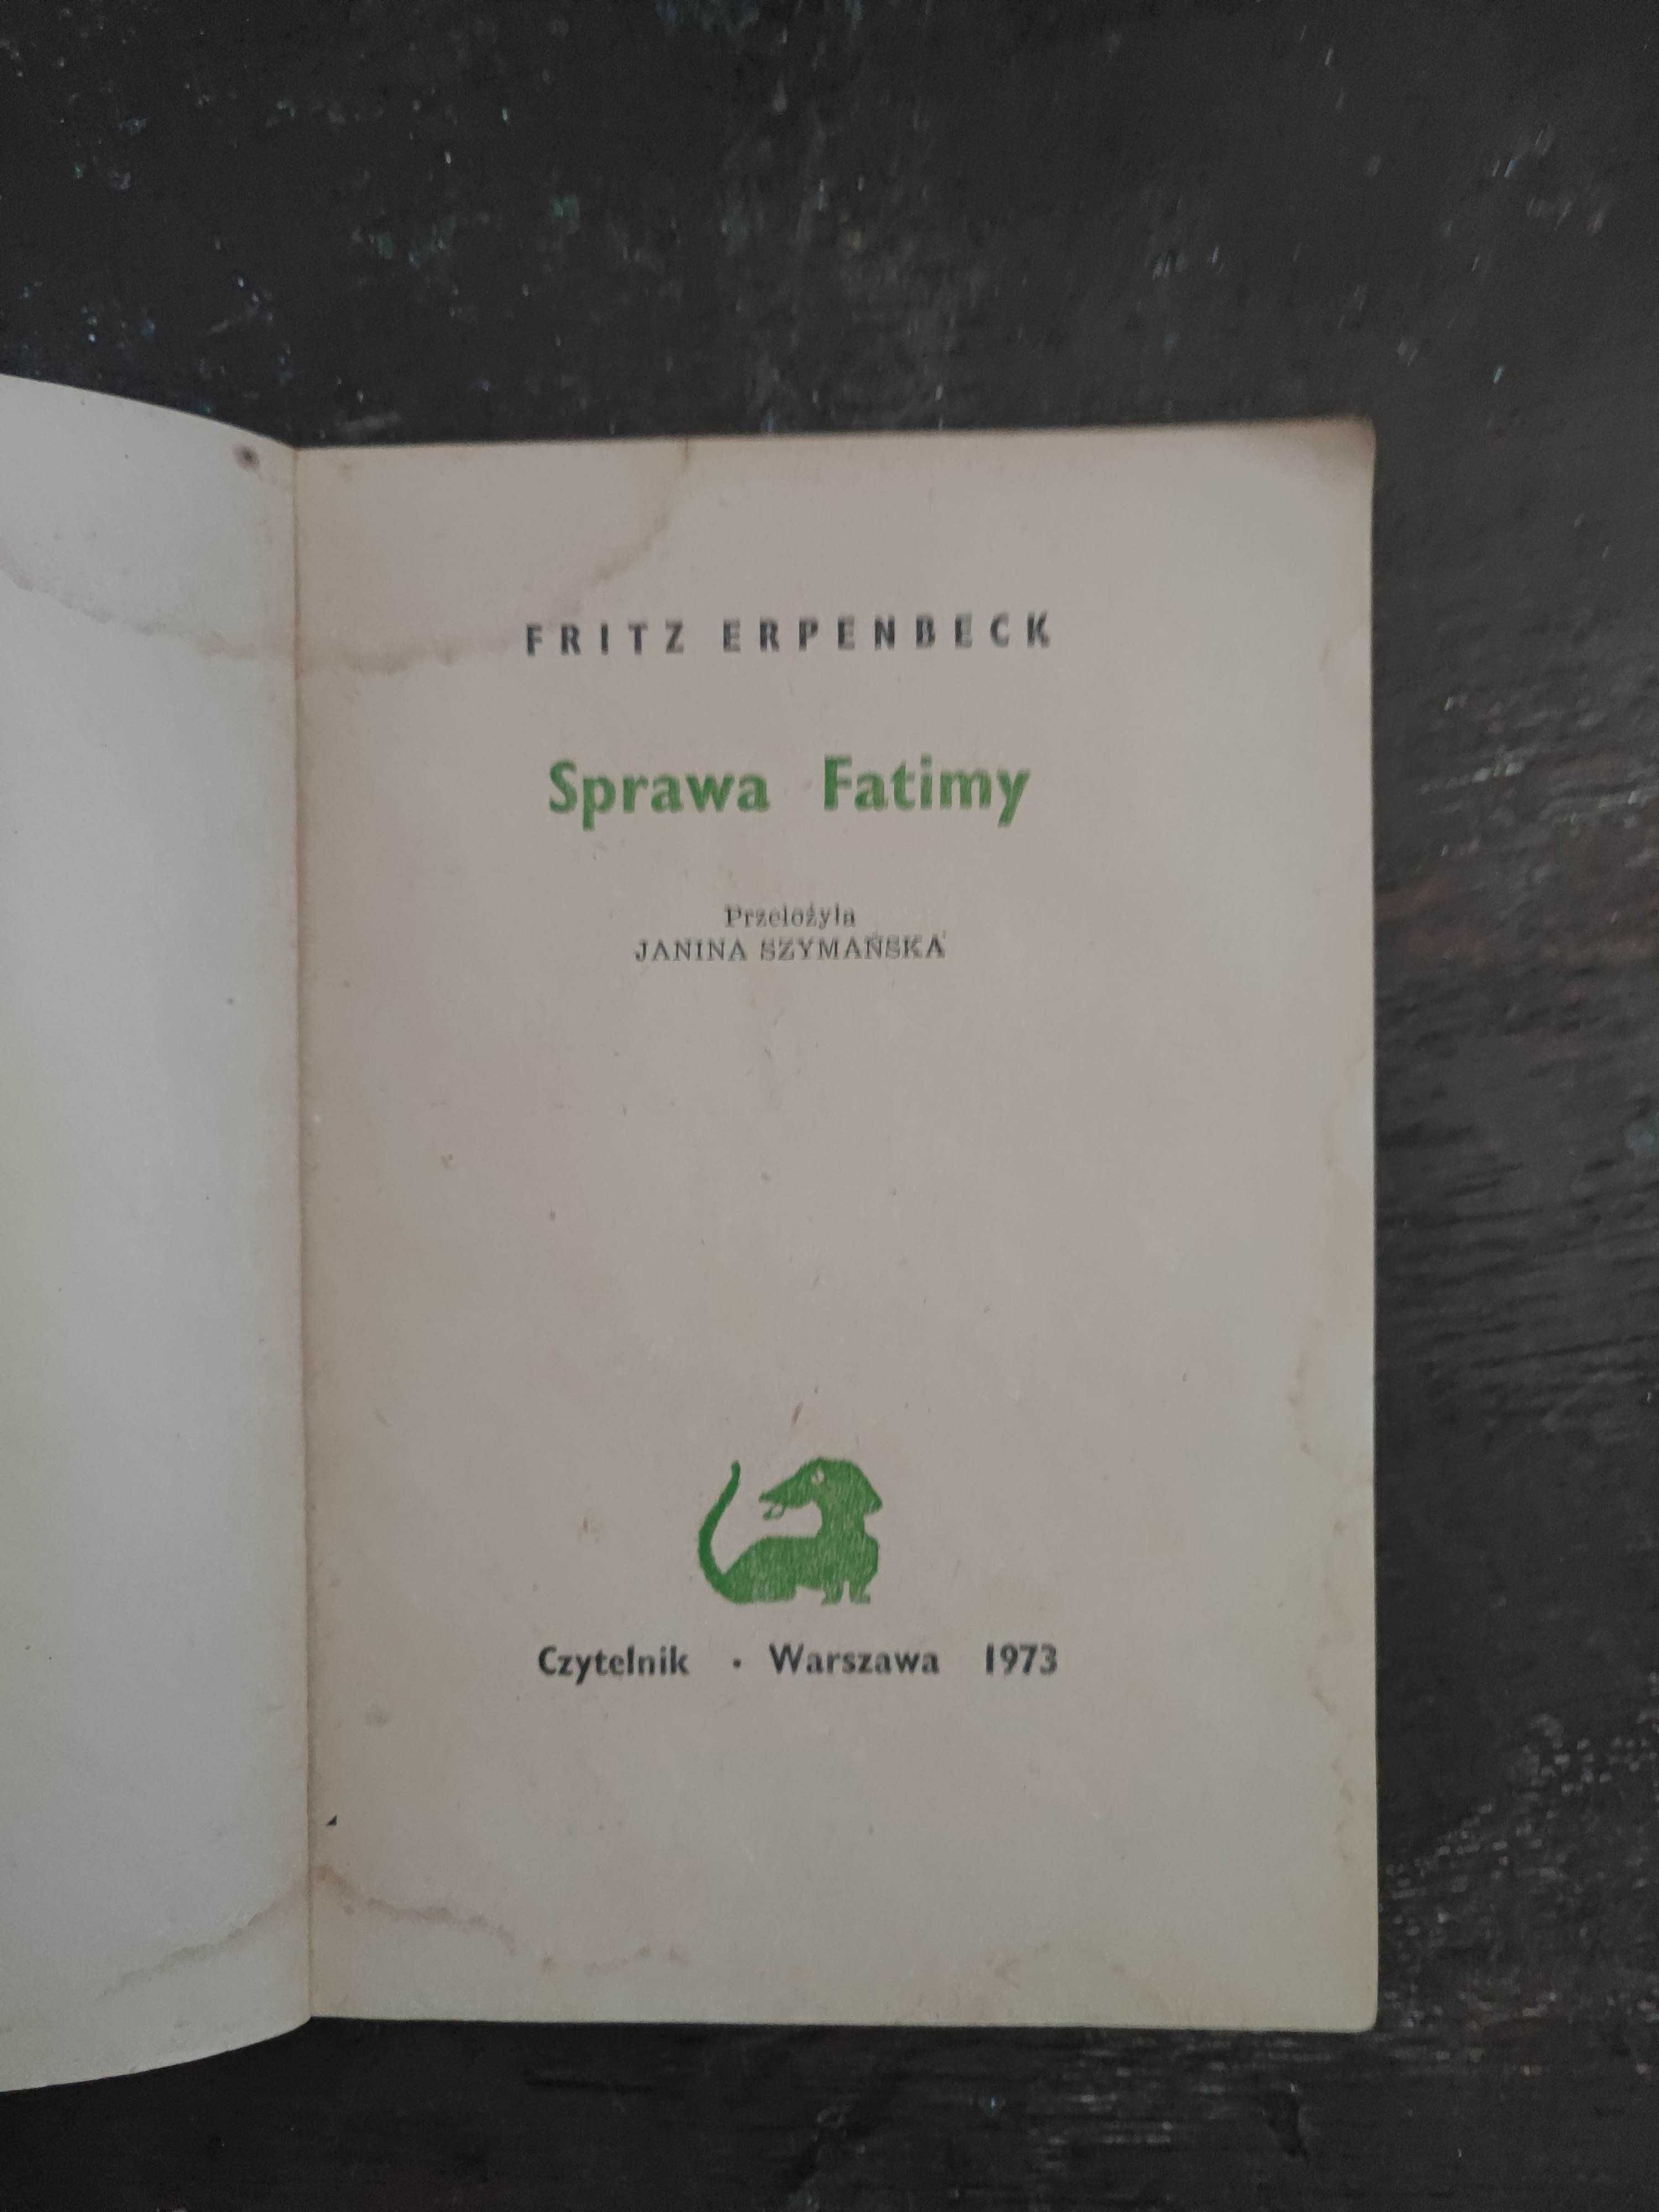 FRITZ ERPENBECK
Sprawa Fatimy
Przełożyła
JANINA SZYMAŃSKA
Czytelnik • Warszawa 1973